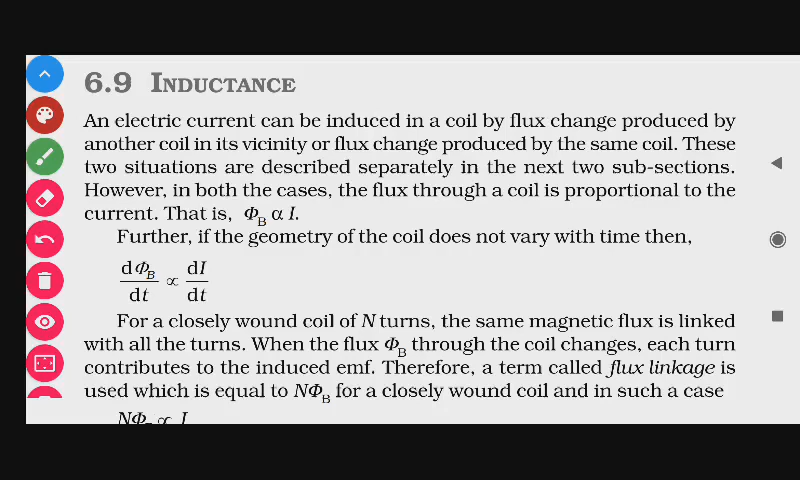 6.9 INDUCTANCE
An electric current can be induced in a coil by flux change produced by
another coil in its vicinity or flux change produced by the same coil. These
two situations are described separately in the next two sub-sections.
However, in both the cases, the flux through a coil is proportional to the
current. That is, Φ_B α I.
Further, if the geometry of the coil does not vary with time then,
dΦ_B/dt ∝ dI/dt
For a closely wound coil of N turns, the same magnetic flux is linked
with all the turns. When the flux Φ_B through the coil changes, each turn
contributes to the induced emf. Therefore, a term called flux linkage is
used which is equal to NΦ_B for a closely wound coil and in such a case
NΦ_B ∝ I